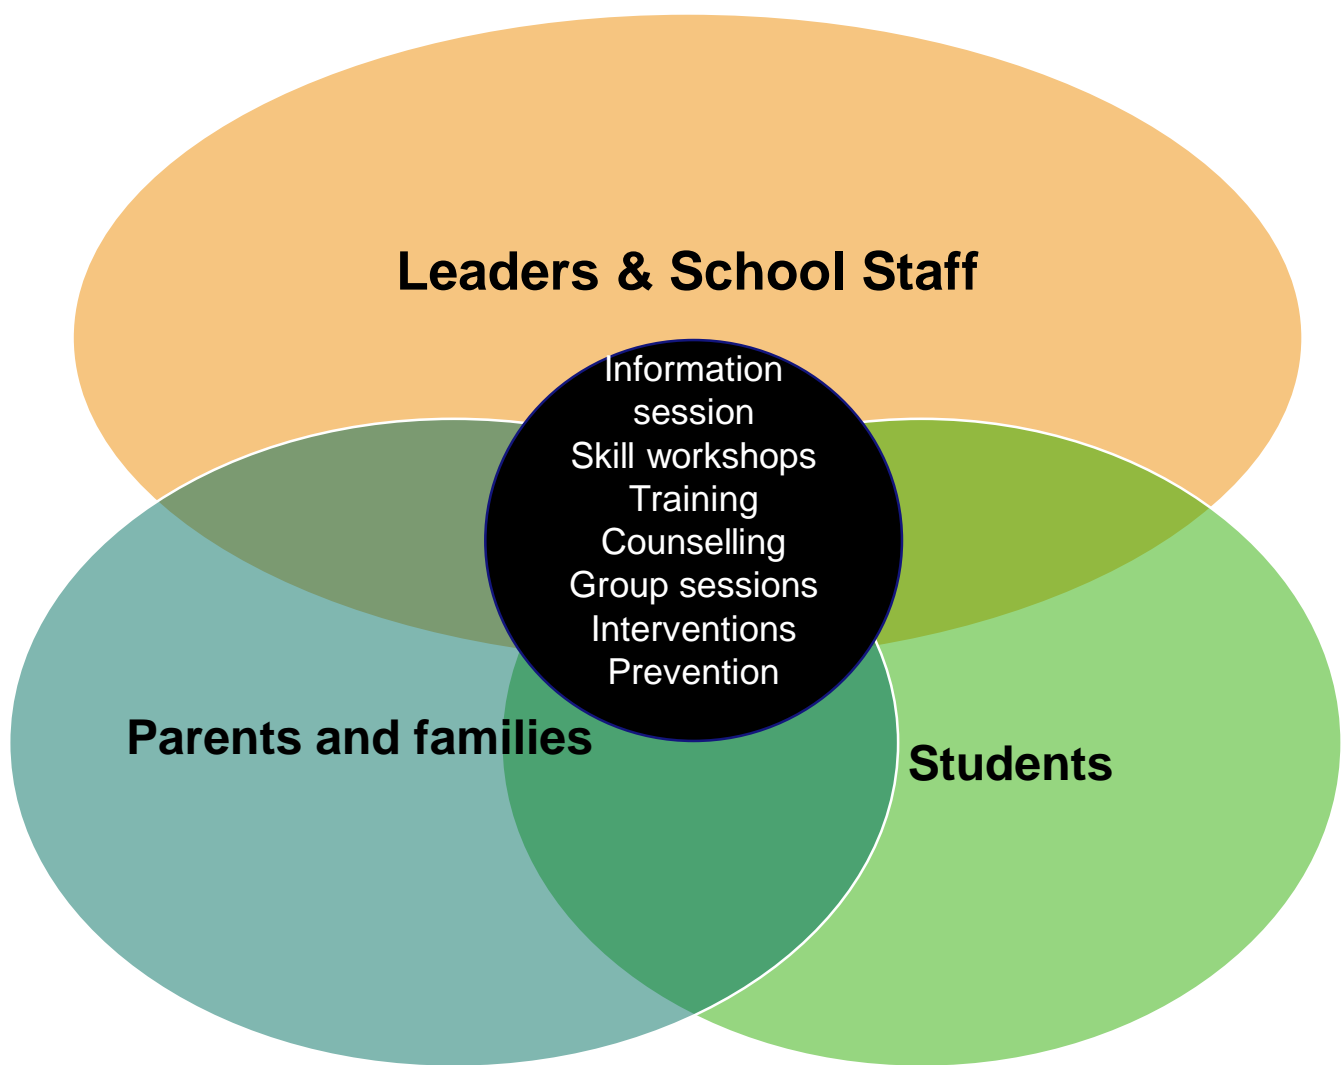 Leaders & School Staff
Information
session
Skill workshops
Training
Counselling
Group sessions
Interventions
Prevention
Parents and families
Students